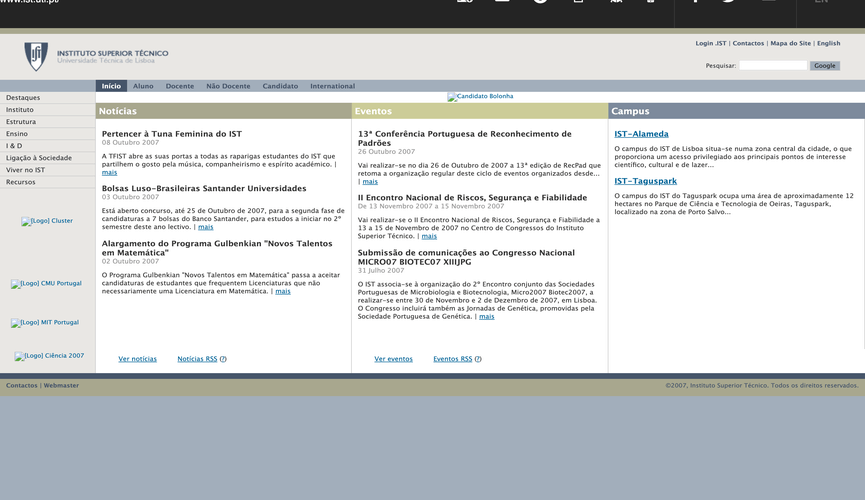 www.ist.utl.pt/
EN
INSTITUTO SUPERIOR TÉCNICO
Universidade Técnica de Lisboa
Login .IST | Contactos | Mapa do Site | English
Pesquisar:
Google
Início
Aluno
Docente
Não Docente
Candidato
International
Destaques
Instituto
Estrutura
Ensino
I & D
Ligação à Sociedade
Viver no IST
Recursos
[Logo] Cluster
[Logo] CMU Portugal
[Logo] MIT Portugal
[Logo] Ciência 2007
Candidato Bolonha
Notícias
Pertencer à Tuna Feminina do IST
08 Outubro 2007
A TFIST abre as suas portas a todas as raparigas estudantes do IST que
partilhem o gosto pela música, companheirismo e espírito académico. |
mais
Bolsas Luso-Brasileiras Santander Universidades
03 Outubro 2007
Está aberto concurso, até 25 de Outubro de 2007, para a segunda fase de
candidaturas a 7 bolsas do Banco Santander, para estudos a iniciar no 2º
semestre deste ano lectivo. | mais
Alargamento do Programa Gulbenkian "Novos Talentos
em Matemática"
02 Outubro 2007
O Programa Gulbenkian "Novos Talentos em Matemática" passa a aceitar
candidaturas de estudantes que frequentem Licenciaturas que não
necessariamente uma Licenciatura em Matemática. | mais
Ver notícias
Notícias RSS (?)
Eventos
13ª Conferência Portuguesa de Reconhecimento de
Padrões
26 Outubro 2007
Vai realizar-se no dia 26 de Outubro de 2007 a 13ª edição de RecPad que
retoma a organização regular deste ciclo de eventos organizados desde...
| mais
II Encontro Nacional de Riscos, Segurança e Fiabilidade
De 13 Novembro 2007 a 15 Novembro 2007
Vai realizar-se o II Encontro Nacional de Riscos, Segurança e Fiabilidade a
13 a 15 de Novembro de 2007 no Centro de Congressos do Instituto
Superior Técnico. | mais
Submissão de comunicações ao Congresso Nacional
MICRO07 BIOTEC07 XIIIJPG
31 Julho 2007
O IST associa-se à organização do 2º Encontro conjunto das Sociedades
Portuguesas de Microbiologia e Biotecnologia, Micro2007 Biotec2007, a
realizar-se entre 30 de Novembro e 2 de Dezembro de 2007, em Lisboa.
O Congresso incluirá também as Jornadas de Genética, promovidas pela
Sociedade Portuguesa de Genética. | mais
Ver eventos
Eventos RSS (?)
Campus
IST-Alameda
O campus do IST de Lisboa situa-se numa zona central da cidade, o que
proporciona um acesso privilegiado aos principais pontos de interesse
científico, cultural e de lazer...
IST-Taguspark
O campus do IST do Taguspark ocupa uma área de aproximadamente 12
hectares no Parque de Ciência e Tecnologia de Oeiras, Taguspark,
localizado na zona de Porto Salvo...
Contactos | Webmaster
©2007, Instituto Superior Técnico. Todos os direitos reservados.